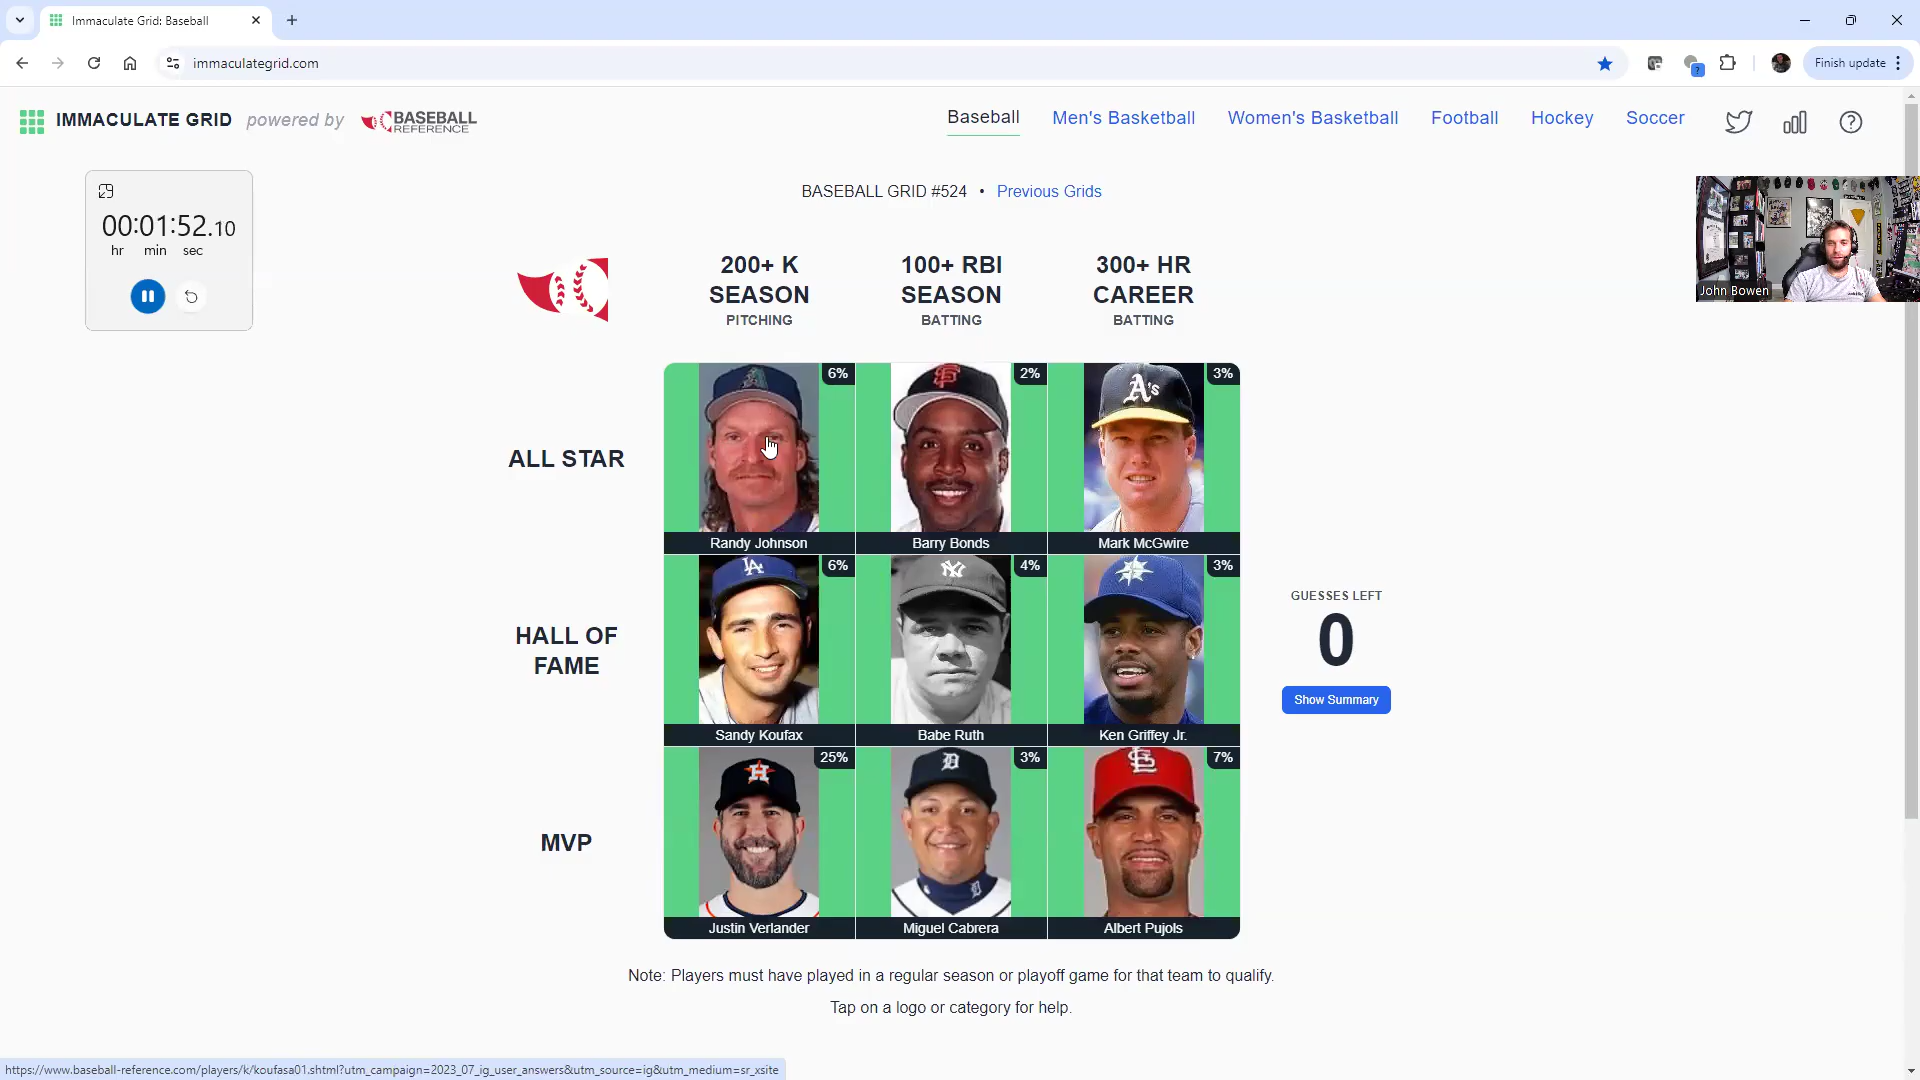 Immaculate Grid: Baseball
immaculategrid.com
Finish update
IMMACULATE GRID powered by BASEBALL REFERENCE
Baseball Men's Basketball Women's Basketball Football Hockey Soccer
BASEBALL GRID #524 • Previous Grids
00:01:52.10
hr min sec
John Bowen
200+ K SEASON PITCHING
100+ RBI SEASON BATTING
300+ HR CAREER BATTING
ALL STAR
6%
Randy Johnson
2%
Barry Bonds
3%
Mark McGwire
HALL OF FAME
6%
Sandy Koufax
4%
Babe Ruth
3%
Ken Griffey Jr.
GUESSES LEFT
0
Show Summary
MVP
25%
Justin Verlander
3%
Miguel Cabrera
7%
Albert Pujols
Note: Players must have played in a regular season or playoff game for that team to qualify.
Tap on a logo or category for help.
https://www.baseball-reference.com/players/k/koufasa01.shtml?utm_campaign=2023_07_ig_user_answers&utm_source=ig&utm_medium=sr_xsite